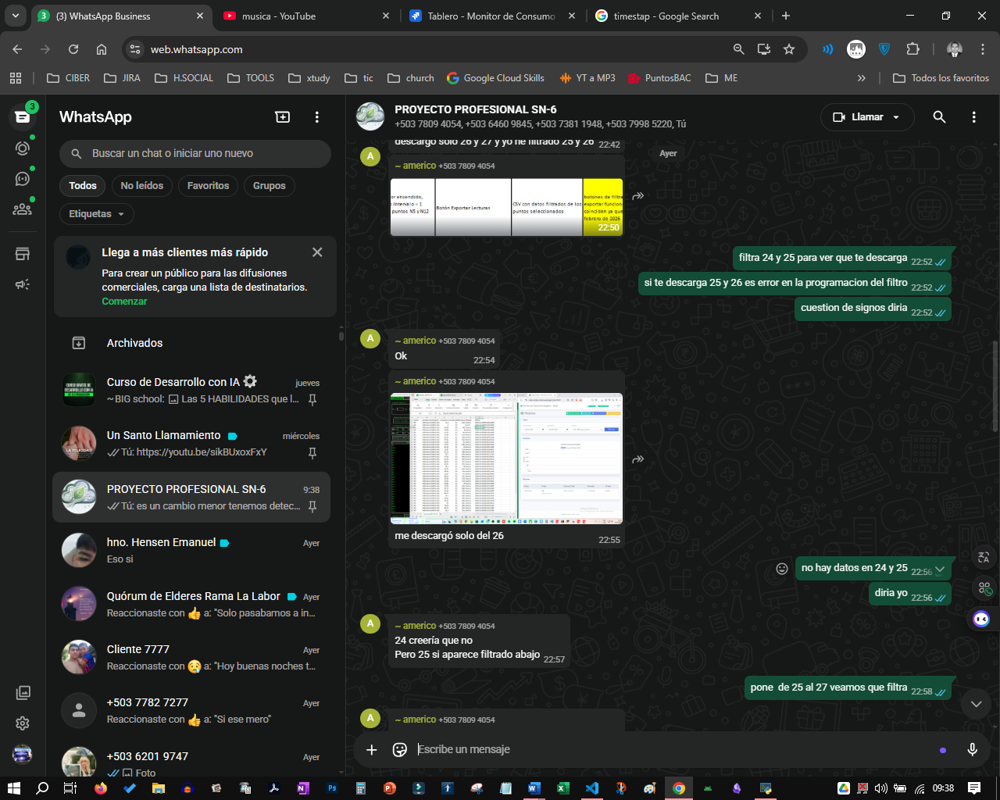 (3) WhatsApp Business
musica - YouTube
Tablero - Monitor de Consumo
timestap - Google Search
web.whatsapp.com
CIBER
JIRA
H.SOCIAL
TOOLS
xtudy
tic
church
Google Cloud Skills
YT a MP3
PuntosBAC
ME
Todos los favoritos
3
WhatsApp
Buscar un chat o iniciar uno nuevo
Todos
No leídos
Favoritos
Grupos
Etiquetas
Llega a más clientes más rápido
Para crear un público para las difusiones
comerciales, carga una lista de destinatarios.
Comenzar
Archivados
Curso de Desarrollo con IA
jueves
~ BIG school: Las 5 HABILIDADES que l...
Un Santo Llamamiento
miércoles
Tú: https://youtu.be/sikBUxoxFxY
PROYECTO PROFESIONAL SN-6
9:38
Tú: es un cambio menor tenemos detec...
hno. Hensen Emanuel
Ayer
Eso si
Quórum de Elderes Rama La Labor
Ayer
Reaccionaste con 👍 a: "Solo pasabamos a in...
Cliente 7777
Ayer
Reaccionaste con 😢 a: "Hoy buenas noches t...
+503 7782 7277
Ayer
Reaccionaste con 👍 a: "Si ese mero"
+503 6201 9747
Ayer
Foto
PROYECTO PROFESIONAL SN-6
+503 7809 4054, +503 6460 9845, +503 7381 1948, +503 7998 5220, Tú
Llamar
descargo solo 26 y 27 y yo he filtrado 25 y 26 22:42
Ayer
A
~ americo +503 7809 4054
or encendido,
s Intervalo = 1
puntos N5 y N12
Botón Exportar Lecturas
CSV con datos filtrados de los
puntos seleccionados
botones de filtra
exportar funcion
coinciden ya que
febrero de 2026
22:50
filtra 24 y 25 para ver que te descarga 22:52
si te descarga 25 y 26 es error en la programacion del filtro 22:52
cuestion de signos diria 22:52
A
~ americo +503 7809 4054
Ok 22:54
~ americo +503 7809 4054
me descargó solo del 26 22:55
no hay datos en 24 y 25 22:56
diria yo 22:56
A
~ americo +503 7809 4054
24 creería que no
Pero 25 si aparece filtrado abajo 22:57
pone de 25 al 27 veamos que filtra 22:58
A
~ americo +503 7809 4054
Escribe un mensaje
09:38